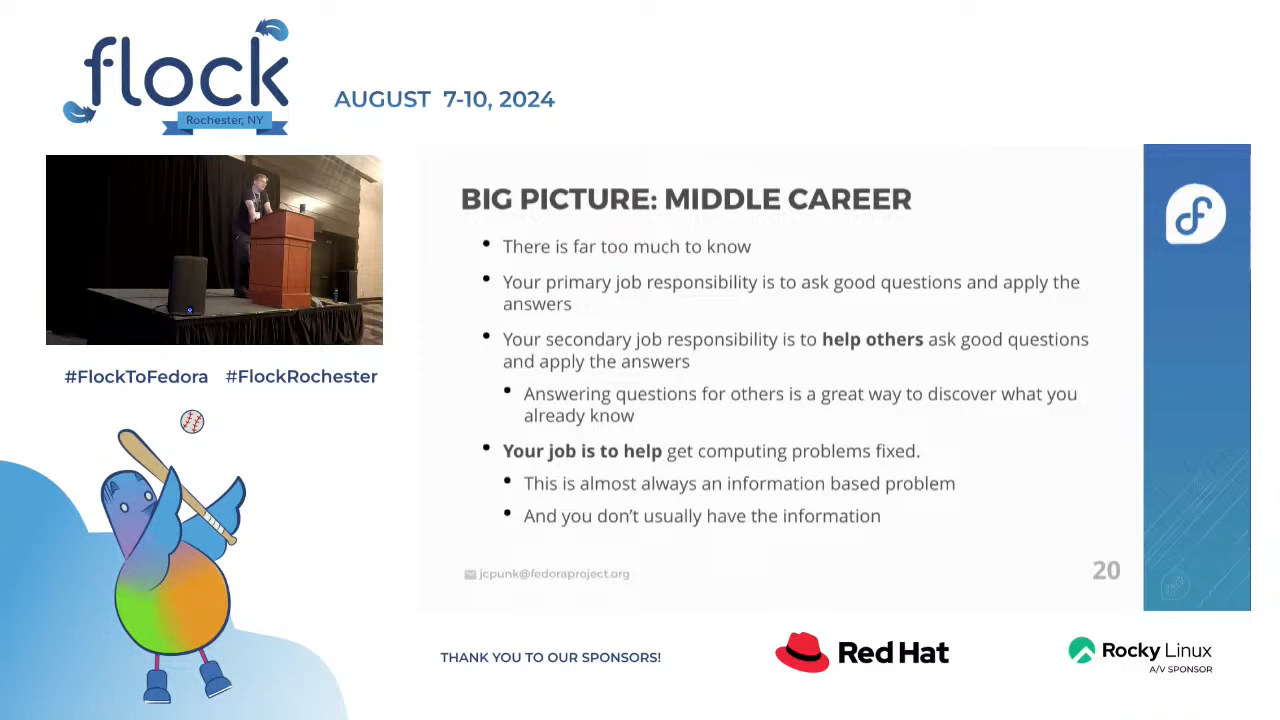 flock
Rochester, NY
AUGUST 7-10, 2024
BIG PICTURE: MIDDLE CAREER
• There is far too much to know
• Your primary job responsibility is to ask good questions and apply the
answers
• Your secondary job responsibility is to help others ask good questions
and apply the answers
• Answering questions for others is a great way to discover what you
already know
• Your job is to help get computing problems fixed.
• This is almost always an information based problem
• And you don't usually have the information
jcpunk@fedoraproject.org
20
#FlockToFedora #FlockRochester
THANK YOU TO OUR SPONSORS!
Red Hat
Rocky Linux
A/V SPONSOR